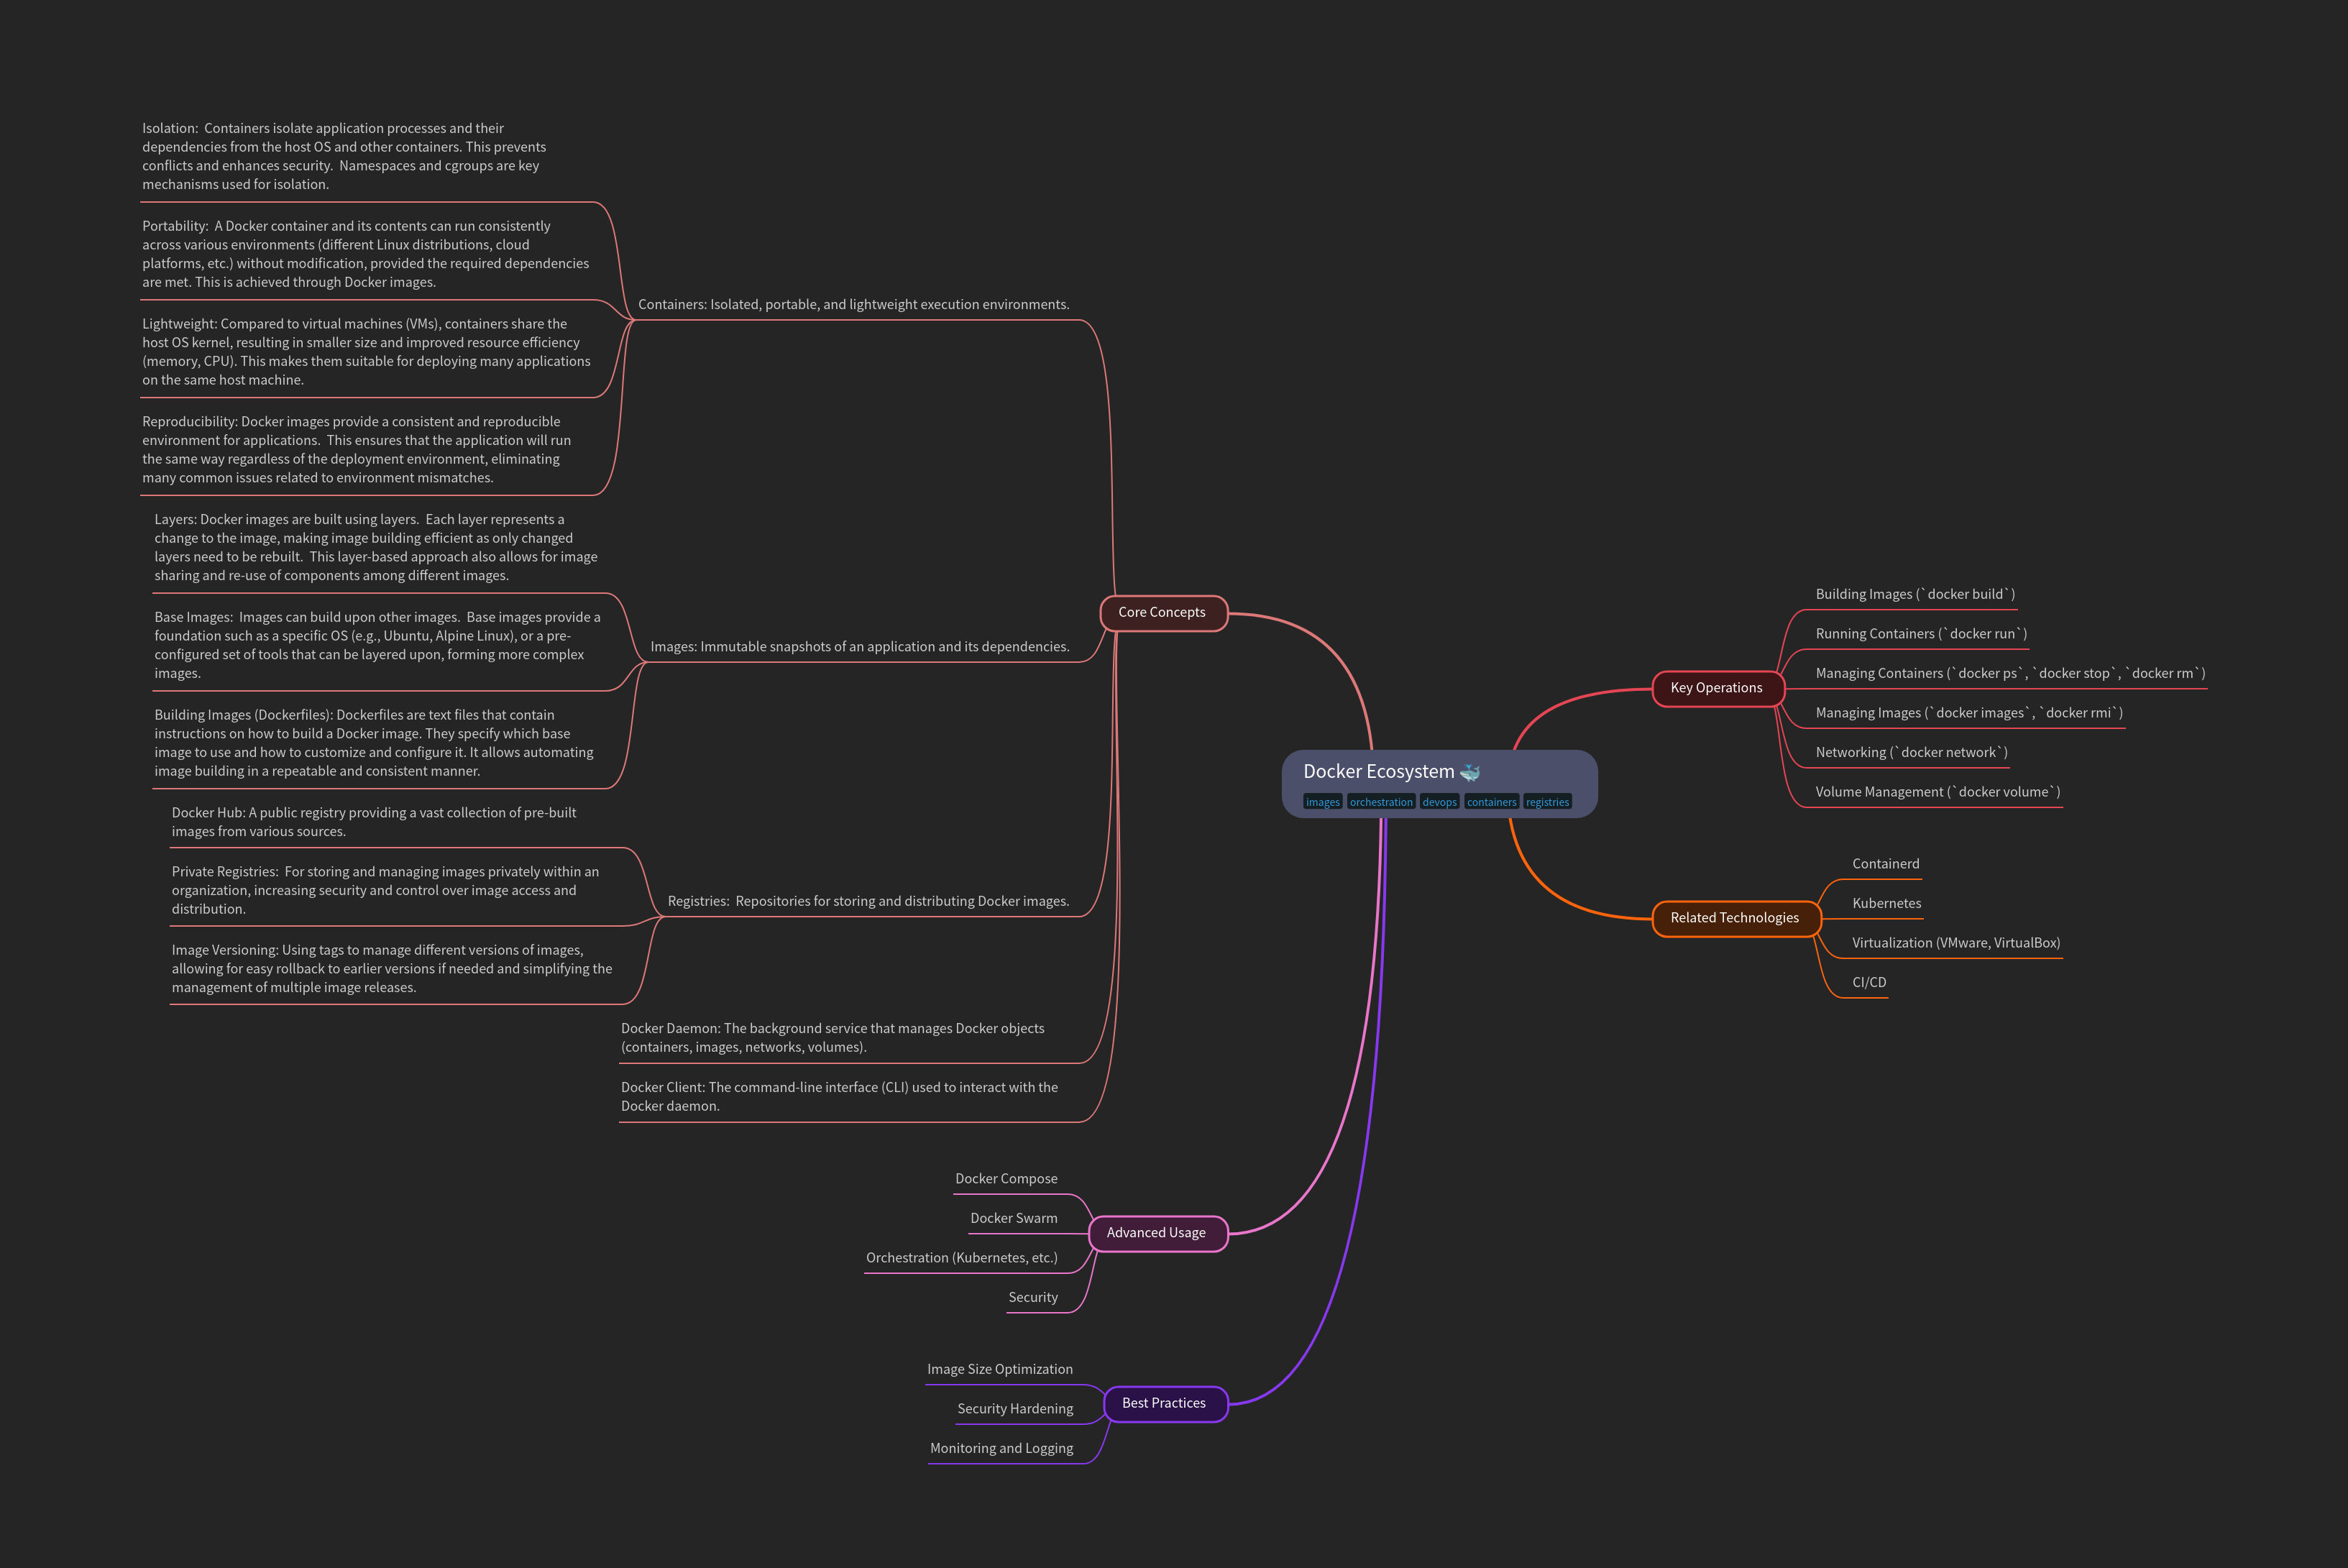 Docker Ecosystem 🐳
images orchestration devops containers registries
Core Concepts
Containers: Isolated, portable, and lightweight execution environments.
Isolation:  Containers isolate application processes and their
dependencies from the host OS and other containers. This prevents
conflicts and enhances security.  Namespaces and cgroups are key
mechanisms used for isolation.
Portability:  A Docker container and its contents can run consistently
across various environments (different Linux distributions, cloud
platforms, etc.) without modification, provided the required dependencies
are met. This is achieved through Docker images.
Lightweight: Compared to virtual machines (VMs), containers share the
host OS kernel, resulting in smaller size and improved resource efficiency
(memory, CPU). This makes them suitable for deploying many applications
on the same host machine.
Reproducibility: Docker images provide a consistent and reproducible
environment for applications.  This ensures that the application will run
the same way regardless of the deployment environment, eliminating
many common issues related to environment mismatches.
Images: Immutable snapshots of an application and its dependencies.
Layers: Docker images are built using layers.  Each layer represents a
change to the image, making image building efficient as only changed
layers need to be rebuilt.  This layer-based approach also allows for image
sharing and re-use of components among different images.
Base Images:  Images can build upon other images.  Base images provide a
foundation such as a specific OS (e.g., Ubuntu, Alpine Linux), or a pre-
configured set of tools that can be layered upon, forming more complex
images.
Building Images (Dockerfiles): Dockerfiles are text files that contain
instructions on how to build a Docker image. They specify which base
image to use and how to customize and configure it. It allows automating
image building in a repeatable and consistent manner.
Registries:  Repositories for storing and distributing Docker images.
Docker Hub: A public registry providing a vast collection of pre-built
images from various sources.
Private Registries:  For storing and managing images privately within an
organization, increasing security and control over image access and
distribution.
Image Versioning: Using tags to manage different versions of images,
allowing for easy rollback to earlier versions if needed and simplifying the
management of multiple image releases.
Docker Daemon: The background service that manages Docker objects
(containers, images, networks, volumes).
Docker Client: The command-line interface (CLI) used to interact with the
Docker daemon.
Advanced Usage
Docker Compose
Docker Swarm
Orchestration (Kubernetes, etc.)
Security
Best Practices
Image Size Optimization
Security Hardening
Monitoring and Logging
Key Operations
Building Images (`docker build`)
Running Containers (`docker run`)
Managing Containers (`docker ps`, `docker stop`, `docker rm`)
Managing Images (`docker images`, `docker rmi`)
Networking (`docker network`)
Volume Management (`docker volume`)
Related Technologies
Containerd
Kubernetes
Virtualization (VMware, VirtualBox)
CI/CD